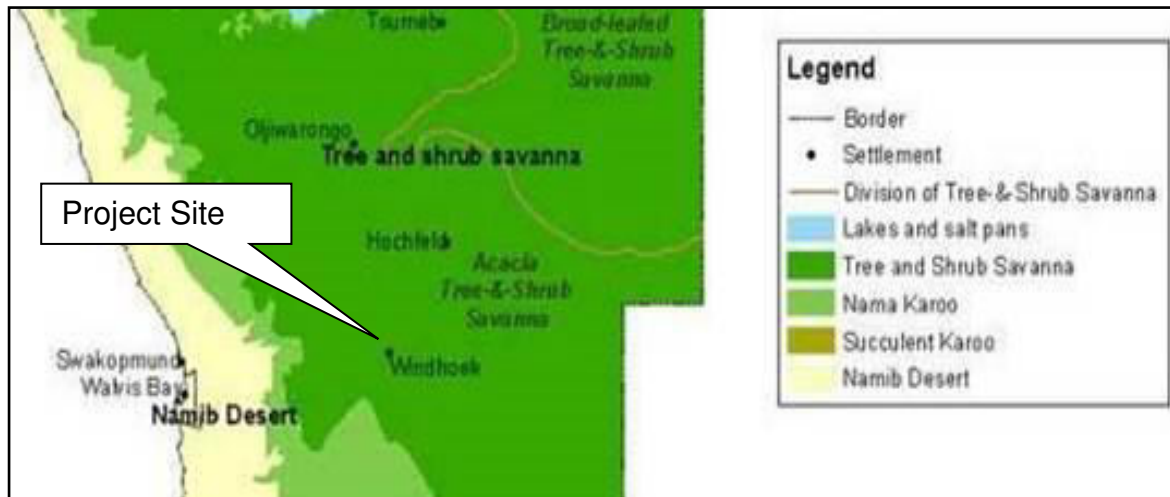 Tsumeb
Broad-leafed
Tree-&-Shrub
Savanna
Otjiwarongo
Tree and shrub savanna
Project Site
Hochfeld
Acacia
Tree-&-Shrub
Savanna
Windhoek
Swakopmund
Walvis Bay
Namib Desert
Legend
Border
Settlement
Division of Tree-& Shrub Savanna
Lakes and salt pans
Tree and Shrub Savanna
Nama Karoo
Succulent Karoo
Namib Desert